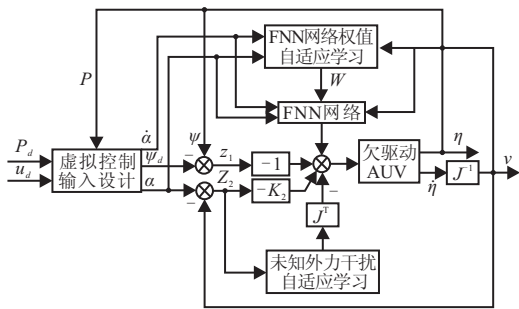 FNN网络权值
自适应学习
P
α̇
W
FNN网络
P_d
u_d
虚拟控制
输入设计
ψ
ψ_d
−
z_1
−1
α
−
Z_2
−K_2
−
欠驱动
AUV
η
η̇
J^{-1}
v
J^T
未知外力干扰
自适应学习